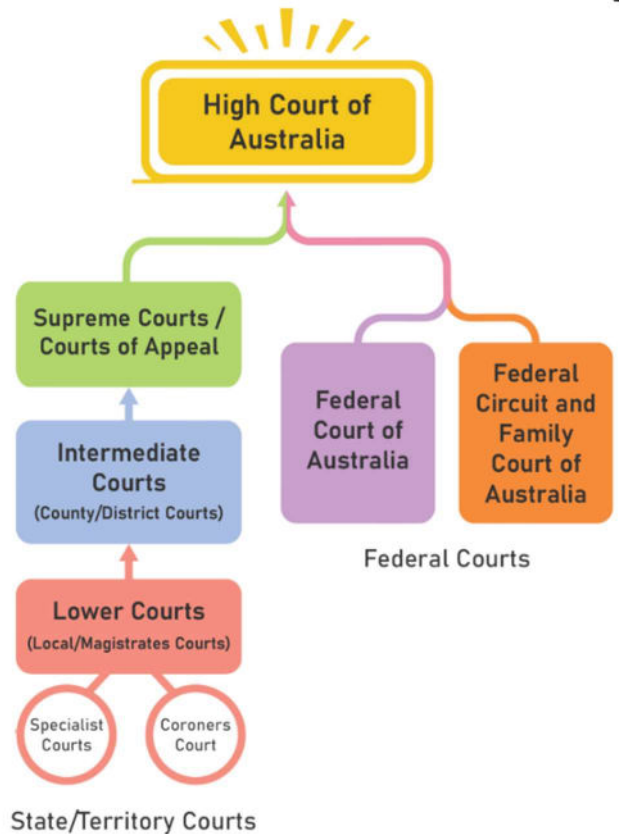 High Court of
Australia
Supreme Courts /
Courts of Appeal
Intermediate
Courts
(County/District Courts)
Lower Courts
(Local/Magistrates Courts)
Specialist
Courts
Coroners
Court
State/Territory Courts
Federal
Court of
Australia
Federal
Circuit and
Family
Court of
Australia
Federal Courts